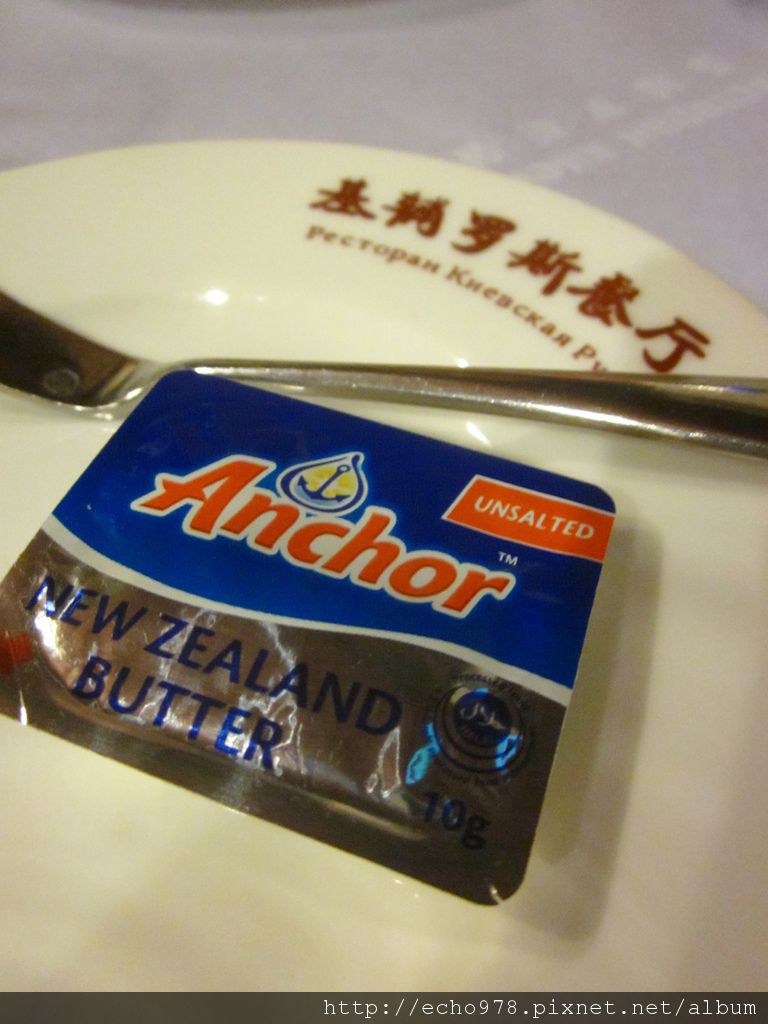 基辅罗斯餐厅
Ресторан Киевская Ру
Anchor
UNSALTED
TM
NEW ZEALAND
BUTTER
حلال
10g
http://echo978.pixnet.net/album